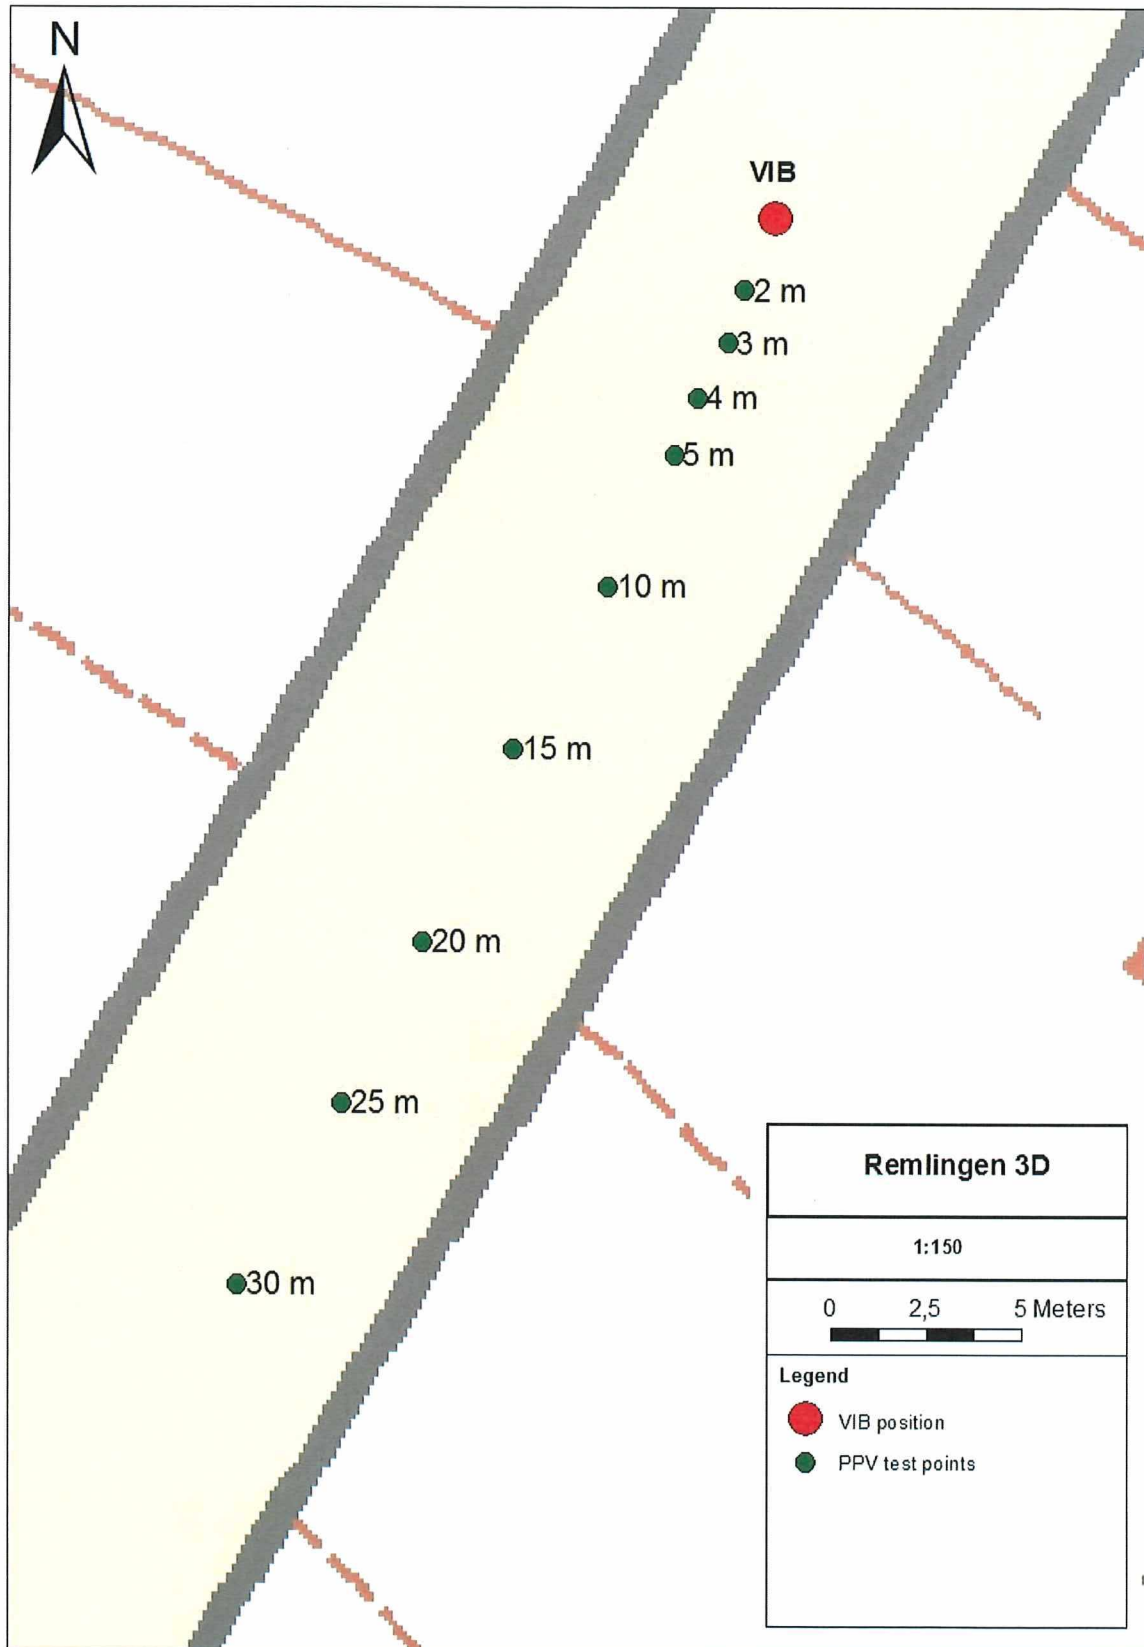 N
VIB
2 m
3 m
4 m
5 m
10 m
15 m
20 m
25 m
30 m
Remlingen 3D
1:150
0 2,5 5 Meters
Legend
VIB position
PPV test points